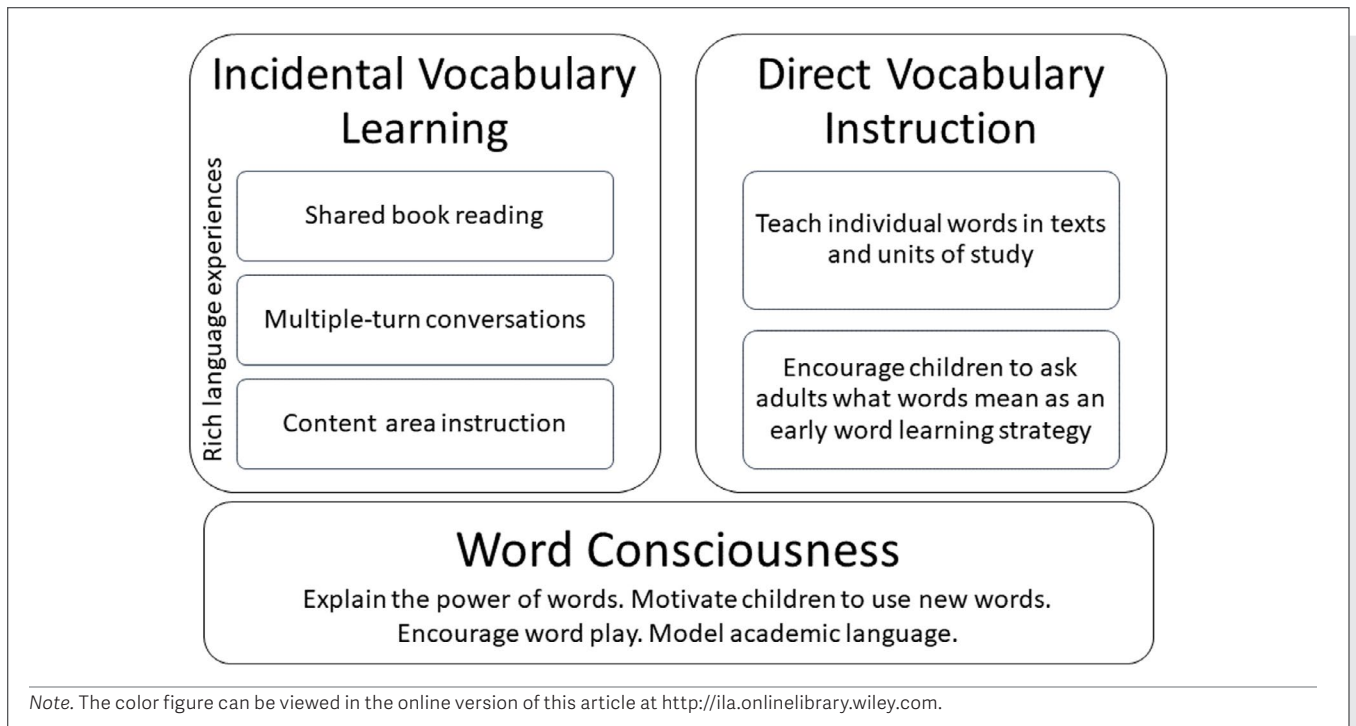 Incidental Vocabulary
Learning
Rich language experiences
Shared book reading
Multiple-turn conversations
Content area instruction
Direct Vocabulary
Instruction
Teach individual words in texts
and units of study
Encourage children to ask
adults what words mean as an
early word learning strategy
Word Consciousness
Explain the power of words. Motivate children to use new words.
Encourage word play. Model academic language.
Note. The color figure can be viewed in the online version of this article at http://ila.onlinelibrary.wiley.com.